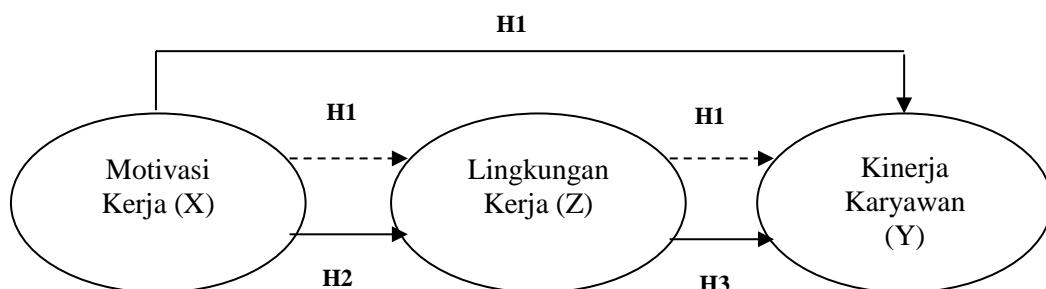 H1
H1
H1
Motivasi
Kerja (X)
Lingkungan
Kerja (Z)
Kinerja
Karyawan
(Y)
H2
H3